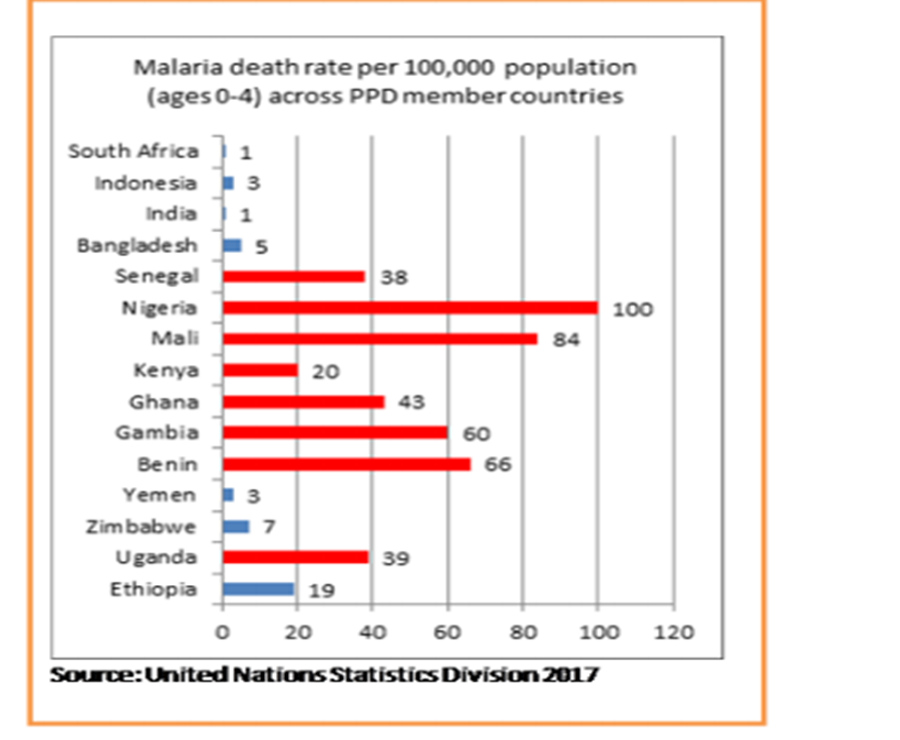 Malaria death rate per 100,000 population
(ages 0-4) across PPD member countries
South Africa 1
Indonesia 3
India 1
Bangladesh 5
Senegal 38
Nigeria 100
Mali 84
Kenya 20
Ghana 43
Gambia 60
Benin 66
Yemen 3
Zimbabwe 7
Uganda 39
Ethiopia 19
0 20 40 60 80 100 120
Source: United Nations Statistics Division 2017